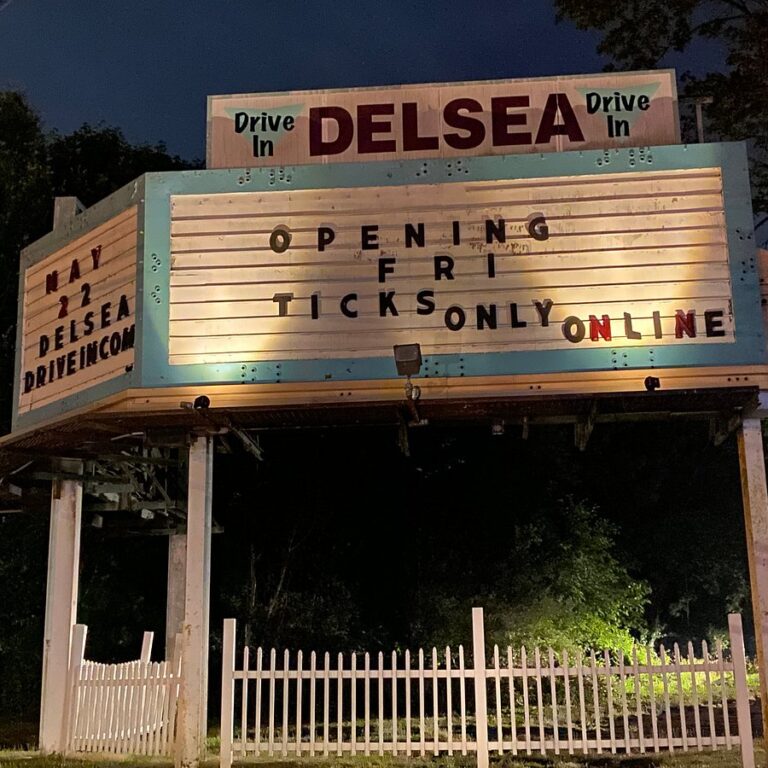 Drive In DELSEA Drive In
OPENING
FRI
TICKS ONLY ONLINE
MAY
22
DELSEA
DRIVEINCOM